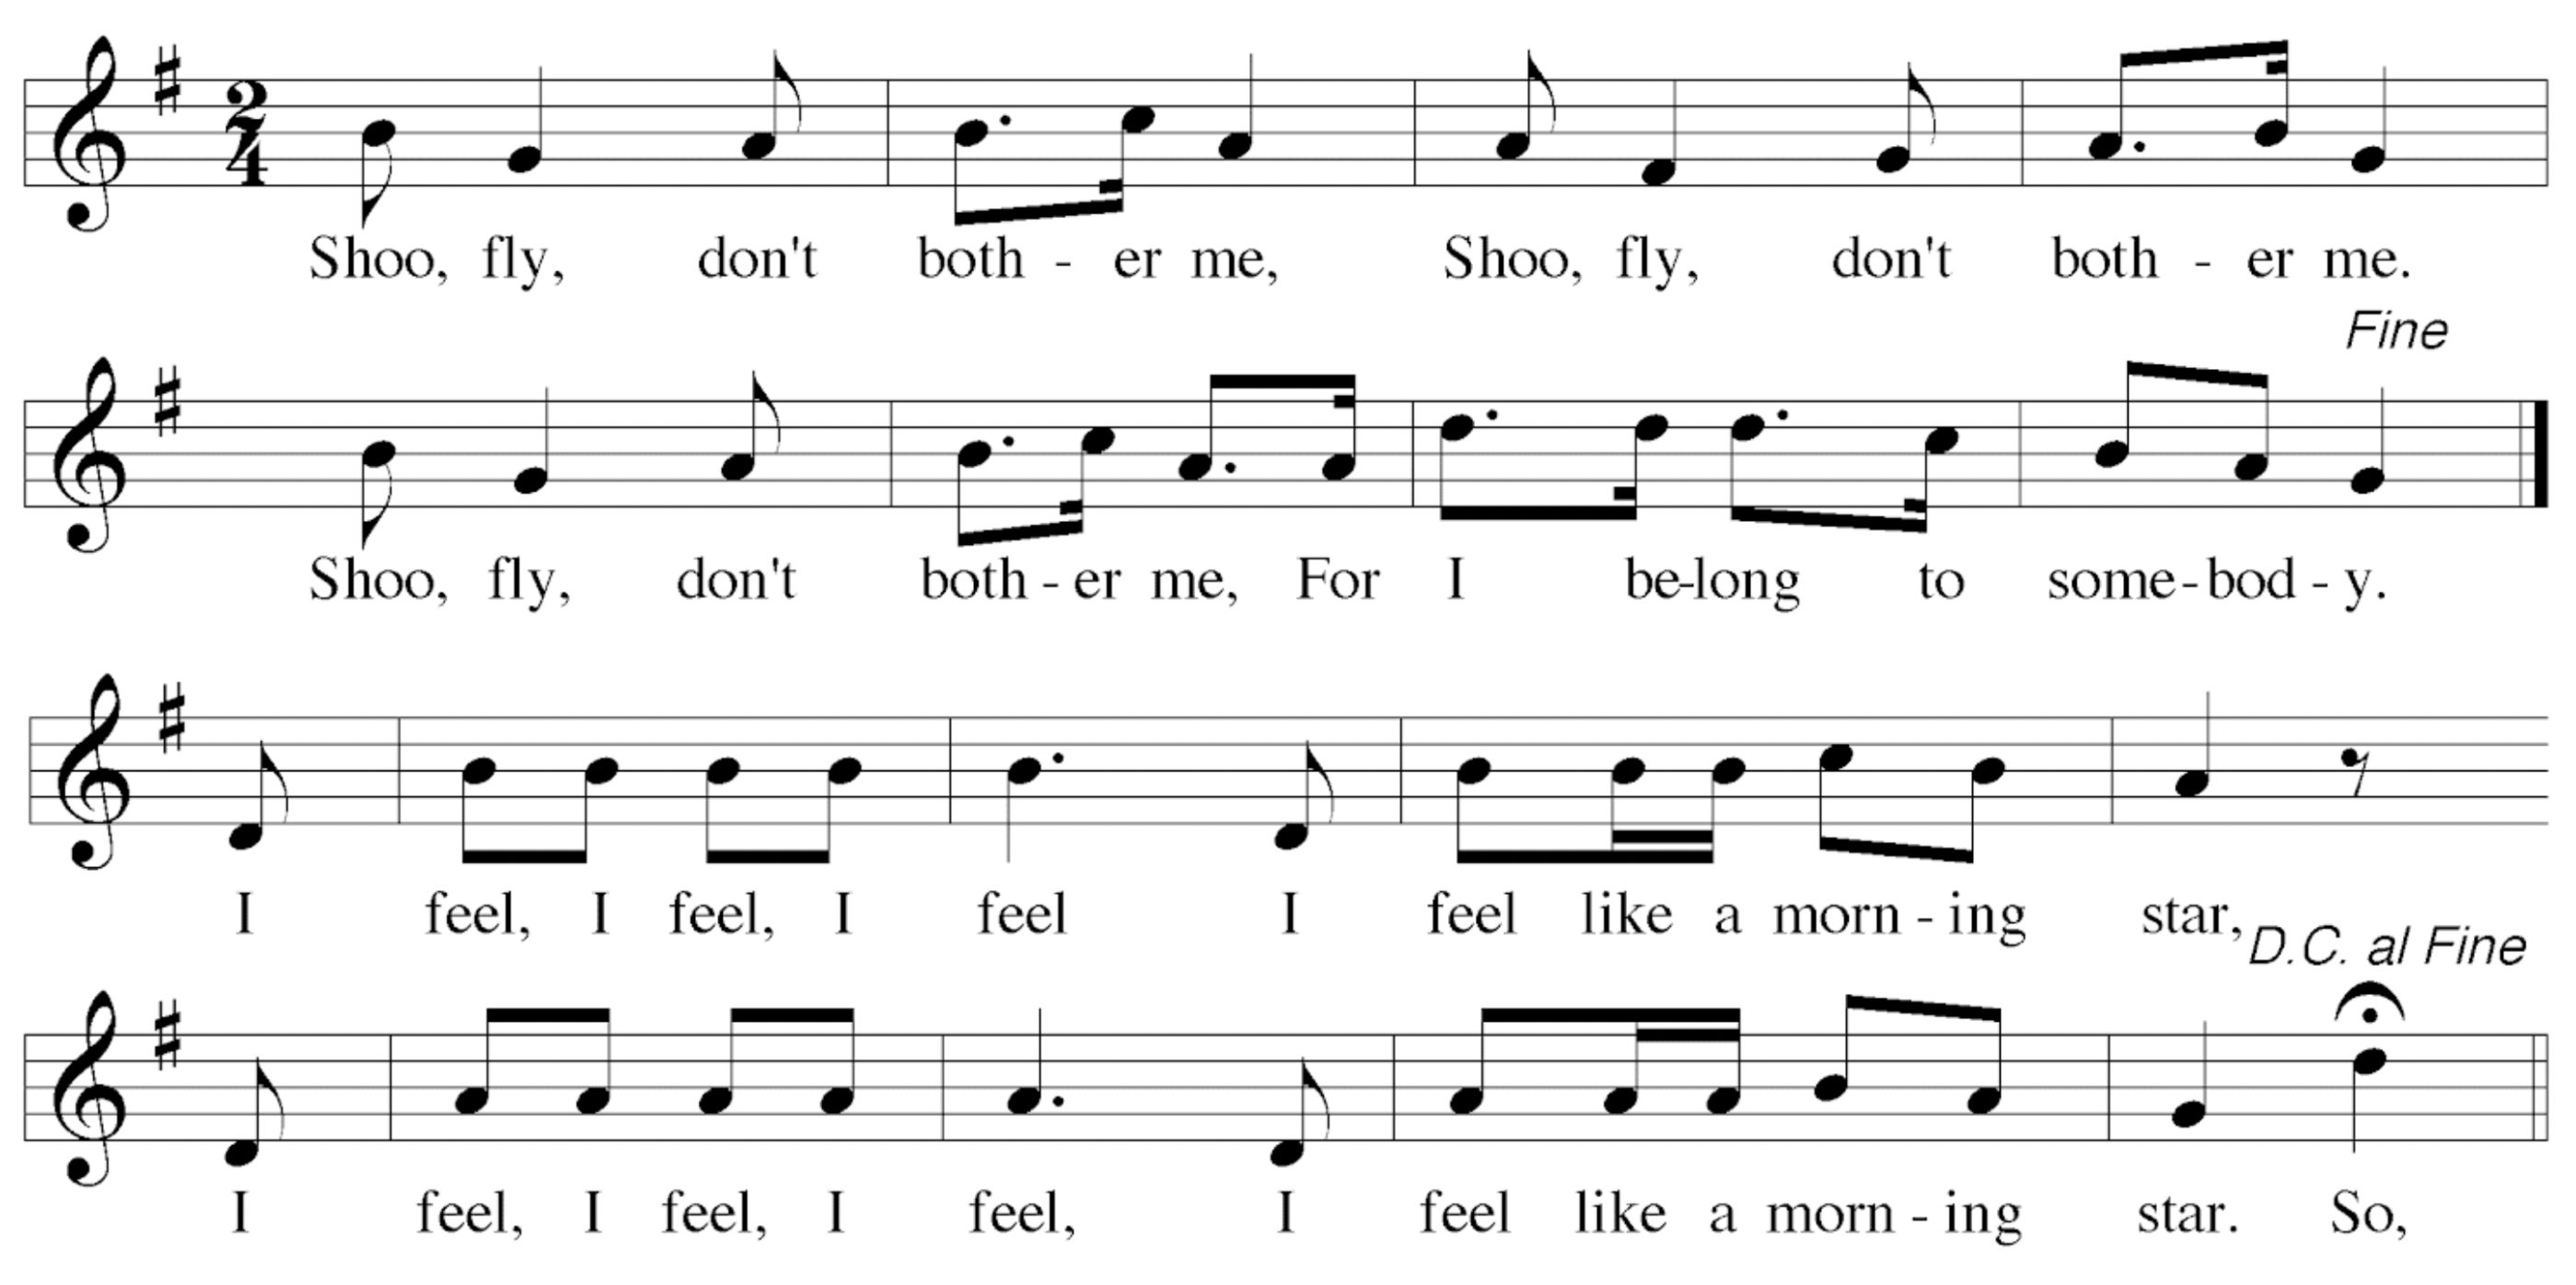 2
4
Shoo, fly, don't both - er me, Shoo, fly, don't both - er me.
Fine
Shoo, fly, don't both - er me, For I be-long to some-bod - y.
I feel, I feel, I feel I feel like a morn - ing star,
D.C. al Fine
I feel, I feel, I feel, I feel like a morn - ing star. So,